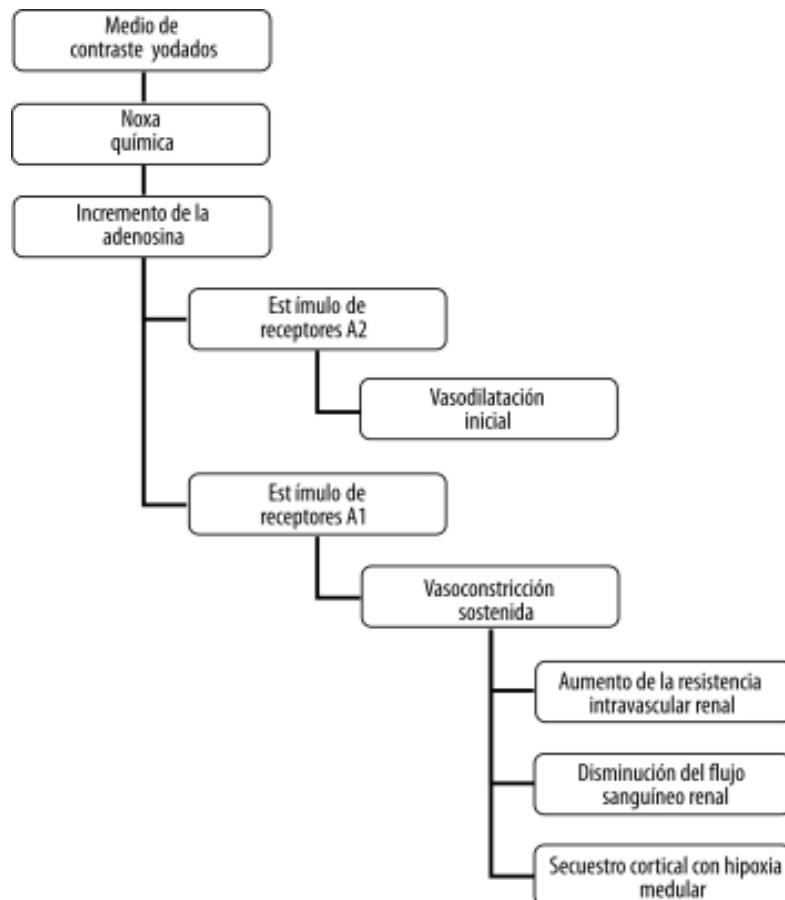 Medio de
contraste yodados
Noxa
química
Incremento de la
adenosina
Est ímulo de
receptores A2
Vasodilatación
inicial
Est ímulo de
receptores A1
Vasoconstricción
sostenida
Aumento de la resistencia
intravascular renal
Disminución del flujo
sanguíneo renal
Secuestro cortical con hipoxia
medular